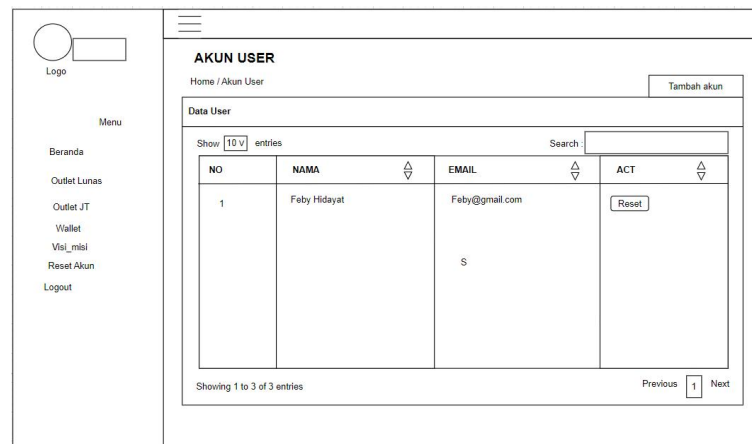 Logo
Menu
Beranda
Outlet Lunas
Outlet JT
Wallet
Visi_misi
Reset Akun
Logout
AKUN USER
Home / Akun User
Tambah akun
Data User
Show 10 v entries Search :
NO NAMA EMAIL ACT
1 Feby Hidayat Feby@gmail.com Reset
S
Showing 1 to 3 of 3 entries Previous 1 Next